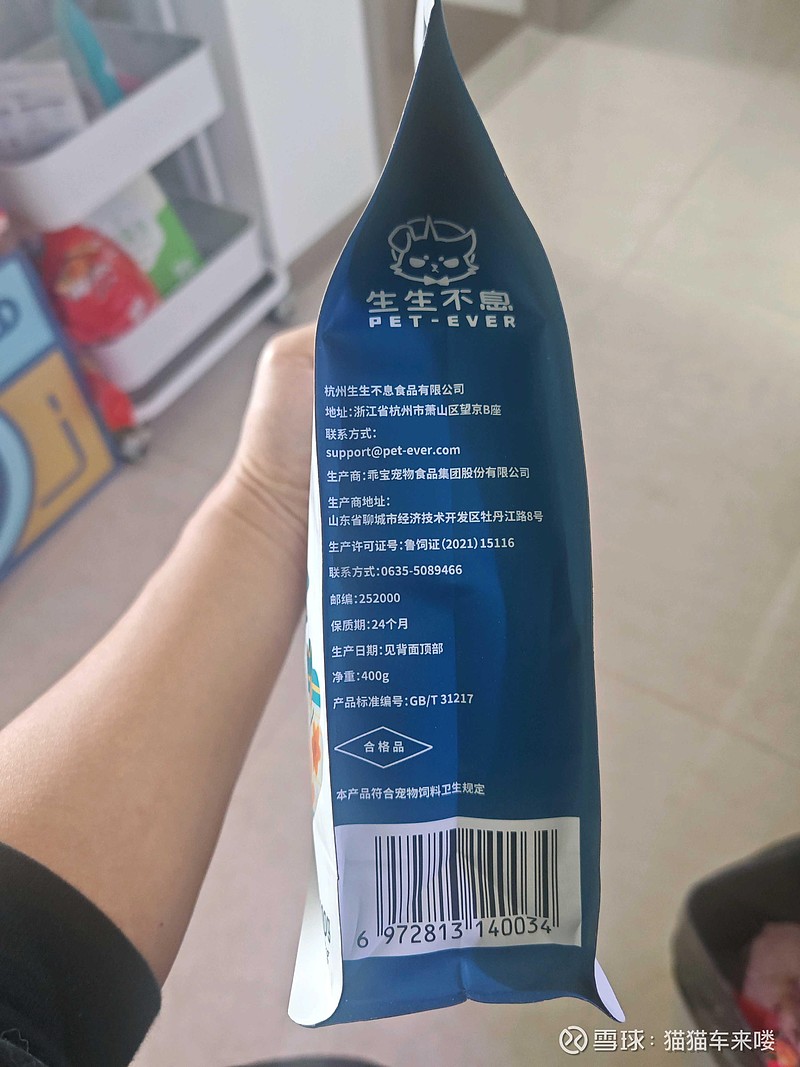 生生不息
PET-EVER
杭州生生不息食品有限公司
地址:浙江省杭州市萧山区望京B座
联系方式:
support@pet-ever.com
生产商:乖宝宠物食品集团股份有限公司
生产商地址:
山东省聊城市经济技术开发区牡丹江路8号
生产许可证号:鲁饲证(2021)15116
联系方式:0635-5089466
邮编:252000
保质期:24个月
生产日期:见背面顶部
净重:400g
产品标准编号:GB/T 31217
合格品
本产品符合宠物饲料卫生规定
6 972813 140034
雪球:猫猫车来喽